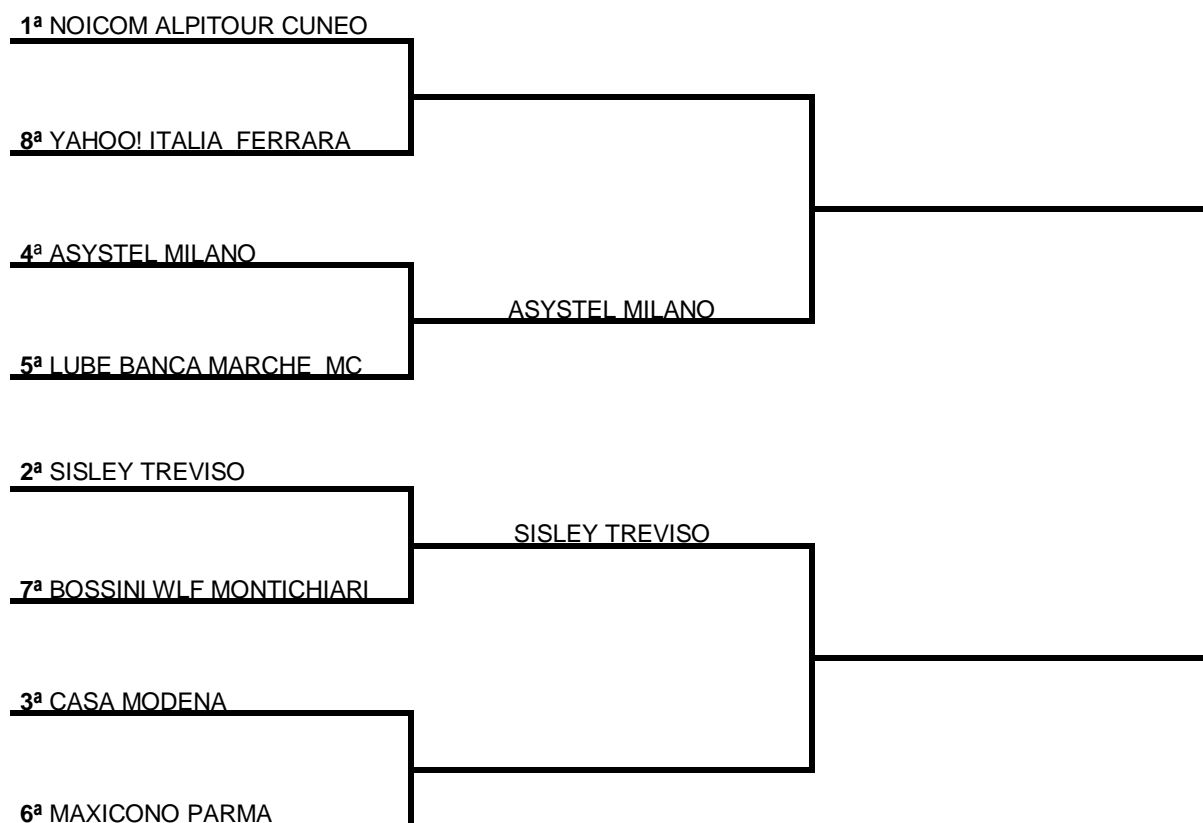 1ª NOICOM ALPITOUR CUNEO
8ª YAHOO! ITALIA FERRARA
4ª ASYSTEL MILANO
ASYSTEL MILANO
5ª LUBE BANCA MARCHE MC
2ª SISLEY TREVISO
SISLEY TREVISO
7ª BOSSINI WLF MONTICHIARI
3ª CASA MODENA
6ª MAXICONO PARMA